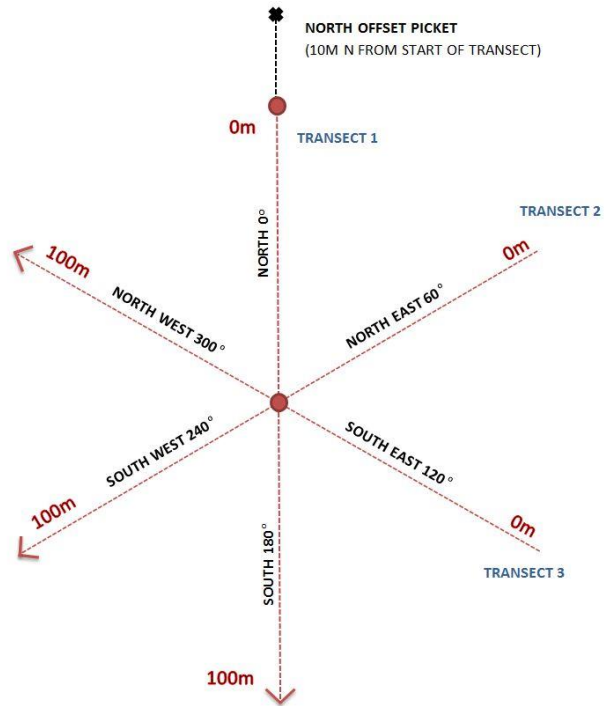 NORTH OFFSET PICKET
(10M N FROM START OF TRANSECT)
0m
TRANSECT 1
TRANSECT 2
0m
100m
NORTH 0°
NORTH WEST 300°
NORTH EAST 60°
SOUTH WEST 240°
SOUTH EAST 120°
100m
0m
SOUTH 180°
TRANSECT 3
100m